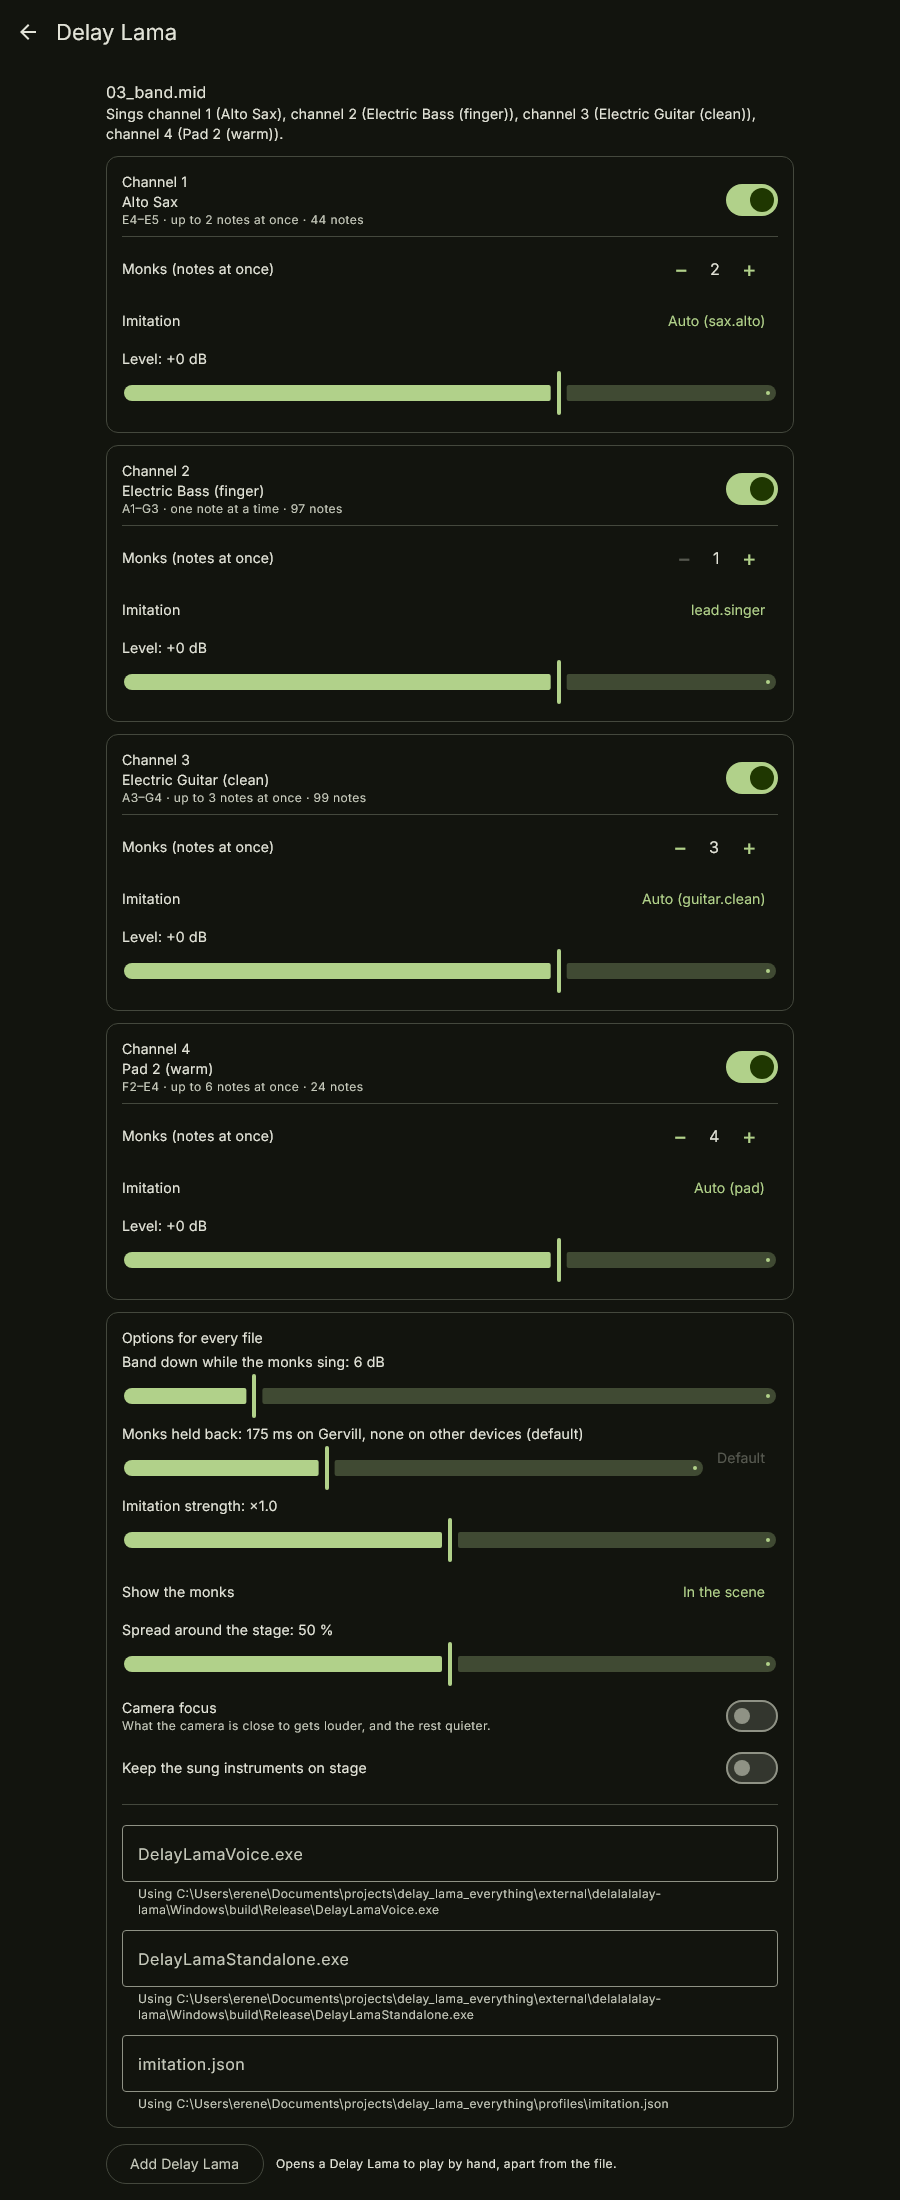 Delay Lama
03_band.mid
Sings channel 1 (Alto Sax), channel 2 (Electric Bass (finger)), channel 3 (Electric Guitar (clean)),
channel 4 (Pad 2 (warm)).
Channel 1
Alto Sax
E4–E5 · up to 2 notes at once · 44 notes
Monks (notes at once)
− 2 +
Imitation
Auto (sax.alto)
Level: +0 dB
Channel 2
Electric Bass (finger)
A1–G3 · one note at a time · 97 notes
Monks (notes at once)
− 1 +
Imitation
lead.singer
Level: +0 dB
Channel 3
Electric Guitar (clean)
A3–G4 · up to 3 notes at once · 99 notes
Monks (notes at once)
− 3 +
Imitation
Auto (guitar.clean)
Level: +0 dB
Channel 4
Pad 2 (warm)
F2–E4 · up to 6 notes at once · 24 notes
Monks (notes at once)
− 4 +
Imitation
Auto (pad)
Level: +0 dB
Options for every file
Band down while the monks sing: 6 dB
Monks held back: 175 ms on Gervill, none on other devices (default)
Default
Imitation strength: ×1.0
Show the monks
In the scene
Spread around the stage: 50 %
Camera focus
What the camera is close to gets louder, and the rest quieter.
Keep the sung instruments on stage
DelayLamaVoice.exe
Using C:\Users\erene\Documents\projects\delay_lama_everything\external\delalalalay-
lama\Windows\build\Release\DelayLamaVoice.exe
DelayLamaStandalone.exe
Using C:\Users\erene\Documents\projects\delay_lama_everything\external\delalalalay-
lama\Windows\build\Release\DelayLamaStandalone.exe
imitation.json
Using C:\Users\erene\Documents\projects\delay_lama_everything\profiles\imitation.json
Add Delay Lama
Opens a Delay Lama to play by hand, apart from the file.